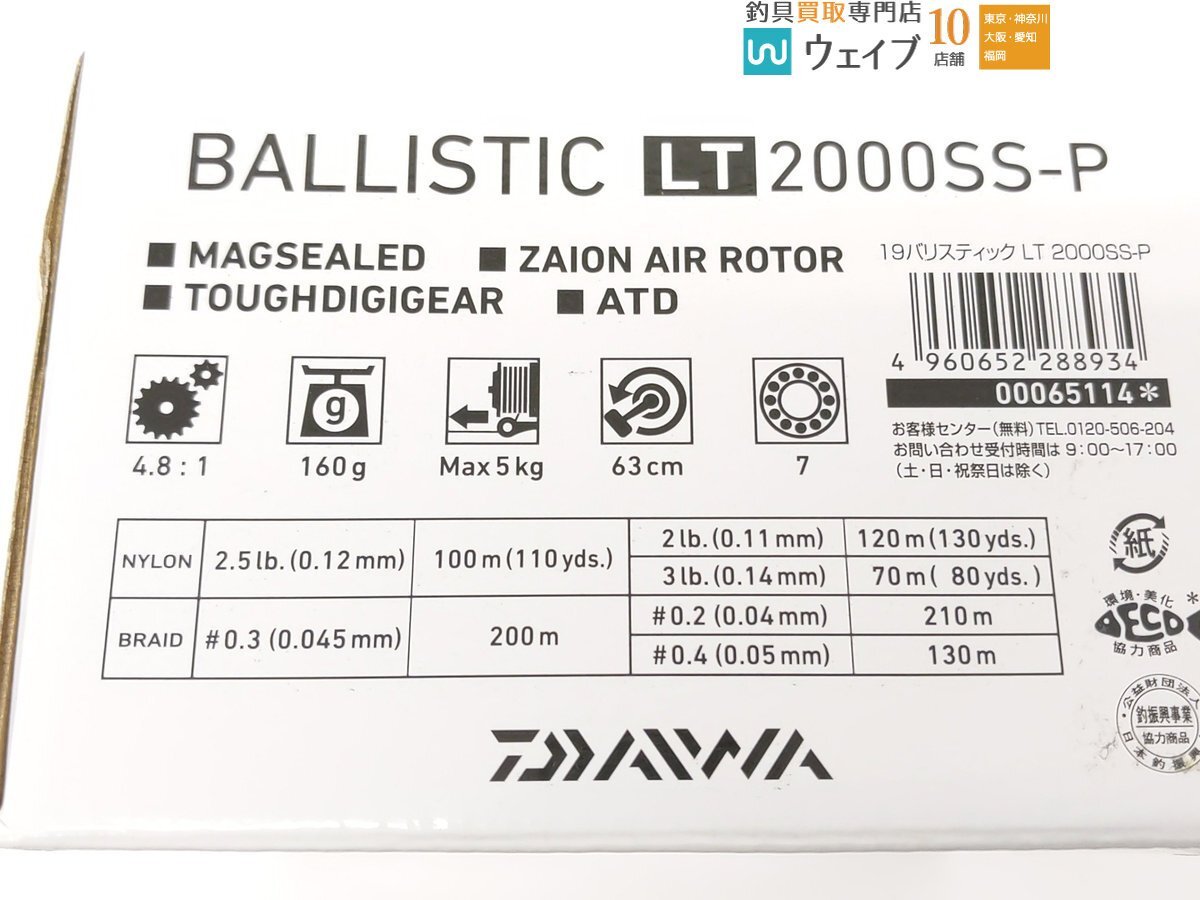 釣具買取専門店
ウェイブ
10
店舗
東京・神奈川
大阪・愛知
福岡
BALLISTIC LT 2000SS-P
■ MAGSEALED ■ ZAION AIR ROTOR
■ TOUGHDIGIGEAR ■ ATD
19バリスティック LT 2000SS-P
4 960652 288934
00065114*
お客様センター(無料)TEL.0120-506-204
お問い合わせ受付時間は 9:00〜17:00
(土・日・祝祭日は除く)
g
4.8 : 1 160g Max 5kg 63cm 7
NYLON 2.5lb.(0.12mm) 100m(110yds.) 2lb.(0.11mm) 120m(130yds.)
3lb.(0.14mm) 70m( 80yds.)
BRAID #0.3(0.045mm) 200m #0.2(0.04mm) 210m
#0.4(0.05mm) 130m
紙
環境・美化
ECO
協力商品
*
公益財団法人
釣振興事業
協力商品
日本釣振興
DAIWA